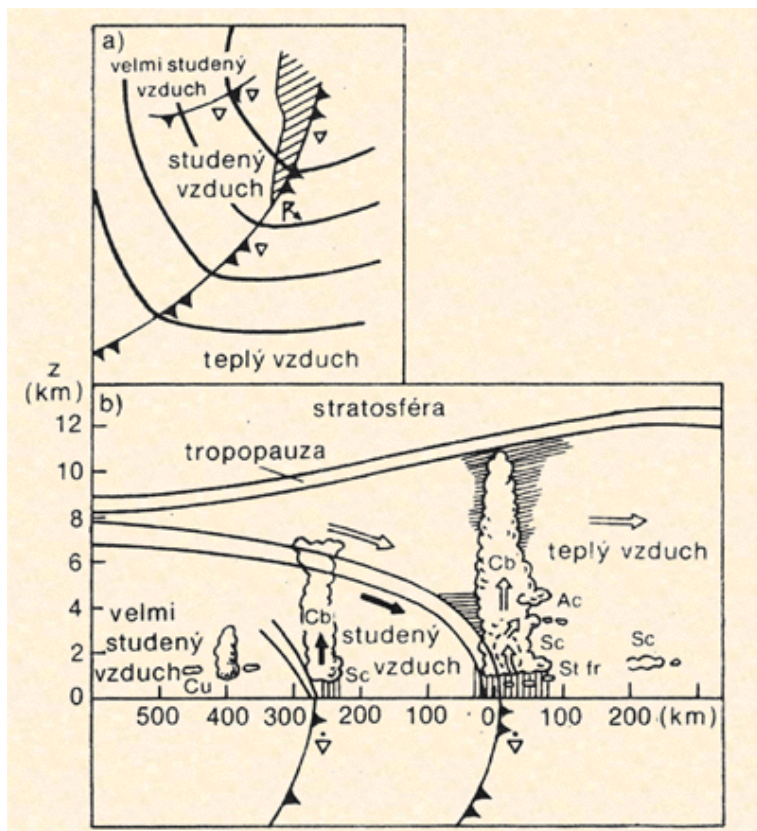 a)
velmi studený
vzduch
studený
vzduch
teplý vzduch
z
(km)
b)
stratosféra
12
tropopauza
10
8
6
teplý vzduch
Cb
4
Ac
velmi
studený
vzduch
Cb
studený
vzduch
Sc
Sc
2
Cu
Sc
St fr
0
500 400 300 200 100 0 100 200 (km)